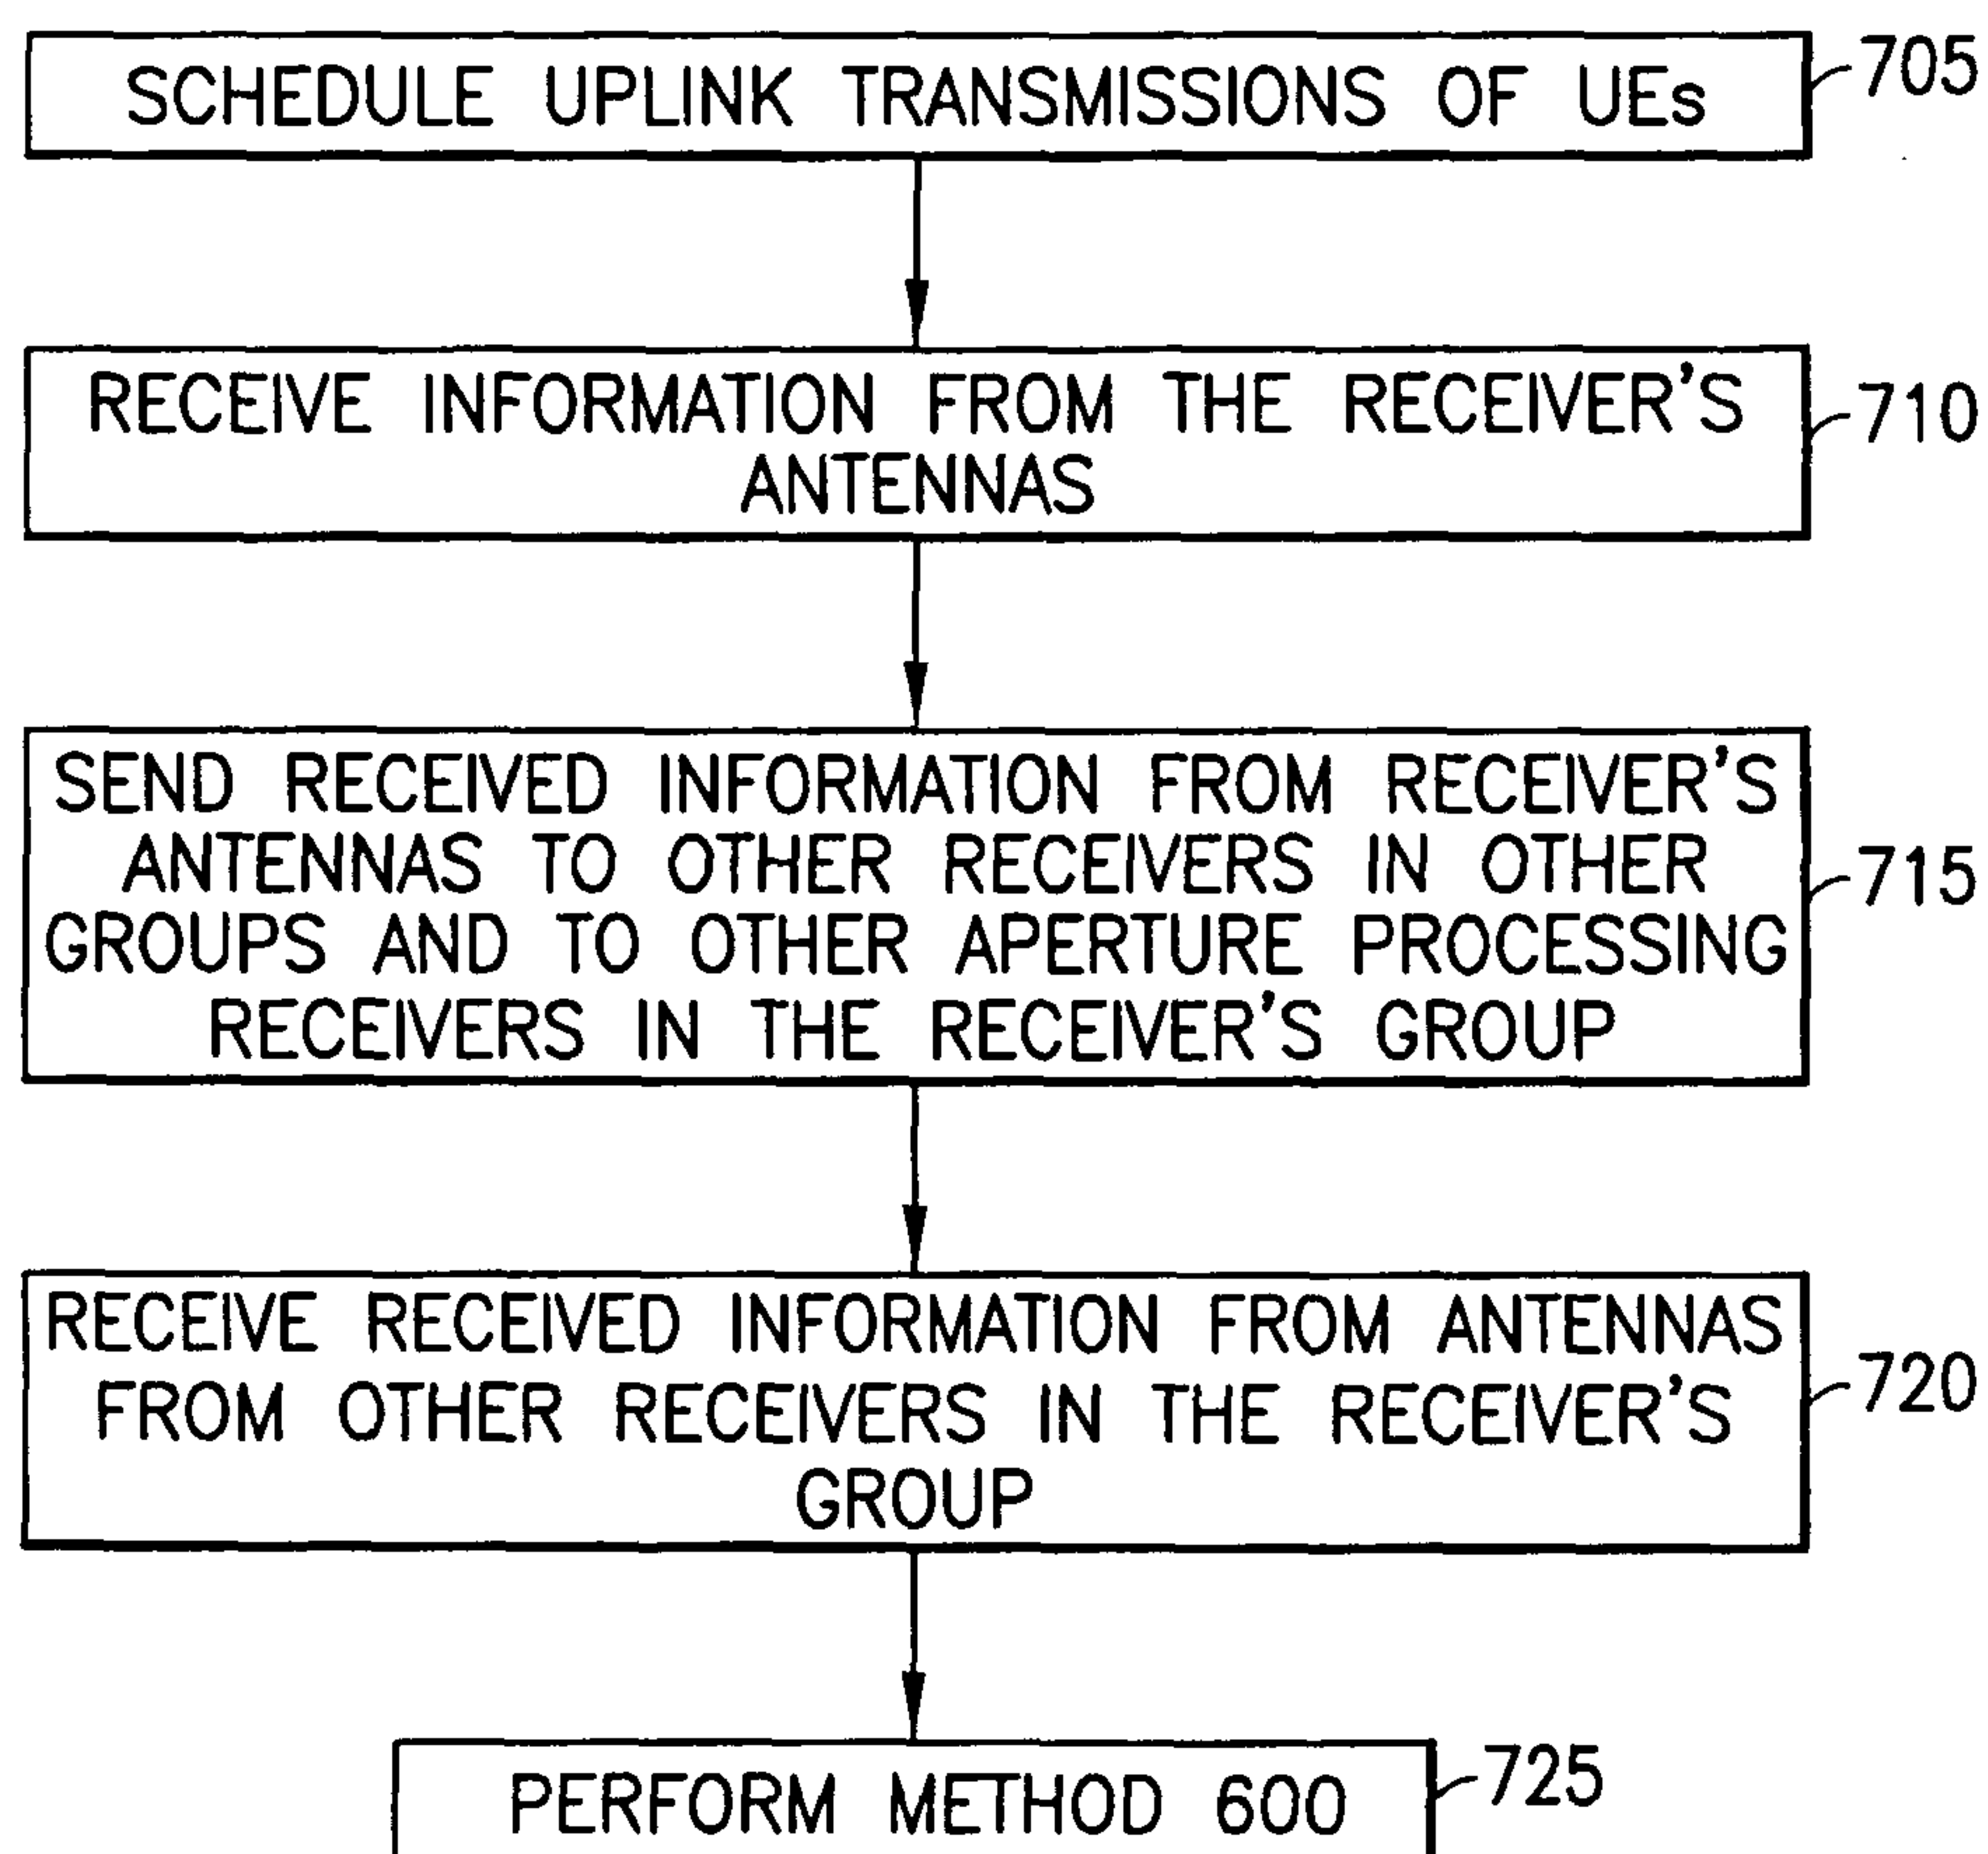 SCHEDULE UPLINK TRANSMISSIONS OF UEs
705
RECEIVE INFORMATION FROM THE RECEIVER'S
ANTENNAS
710
SEND RECEIVED INFORMATION FROM RECEIVER'S
ANTENNAS TO OTHER RECEIVERS IN OTHER
GROUPS AND TO OTHER APERTURE PROCESSING
RECEIVERS IN THE RECEIVER'S GROUP
715
RECEIVE RECEIVED INFORMATION FROM ANTENNAS
FROM OTHER RECEIVERS IN THE RECEIVER'S
GROUP
720
PERFORM METHOD 600
725